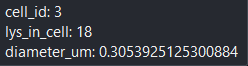 cell_id: 3
lys_in_cell: 18
diameter_um: 0.3053925125300884